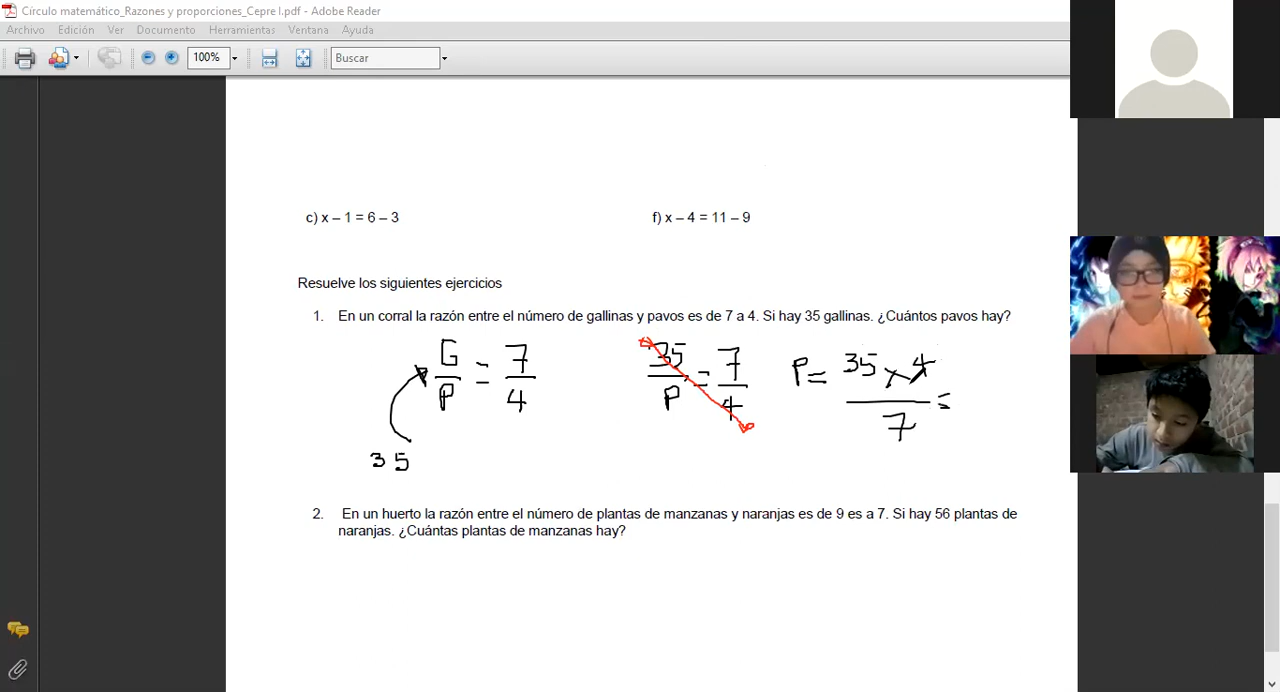 Círculo matemático_Razones y proporciones_Cepre I.pdf - Adobe Reader
Archivo Edición Ver Documento Herramientas Ventana Ayuda
100% Buscar
c) x – 1 = 6 – 3
f) x – 4 = 11 – 9
Resuelve los siguientes ejercicios
1. En un corral la razón entre el número de gallinas y pavos es de 7 a 4. Si hay 35 gallinas. ¿Cuántos pavos hay?
G/P = 7/4 35/P = 7/4 P = 35 x 4/7 =
35
2. En un huerto la razón entre el número de plantas de manzanas y naranjas es de 9 es a 7. Si hay 56 plantas de
naranjas. ¿Cuántas plantas de manzanas hay?